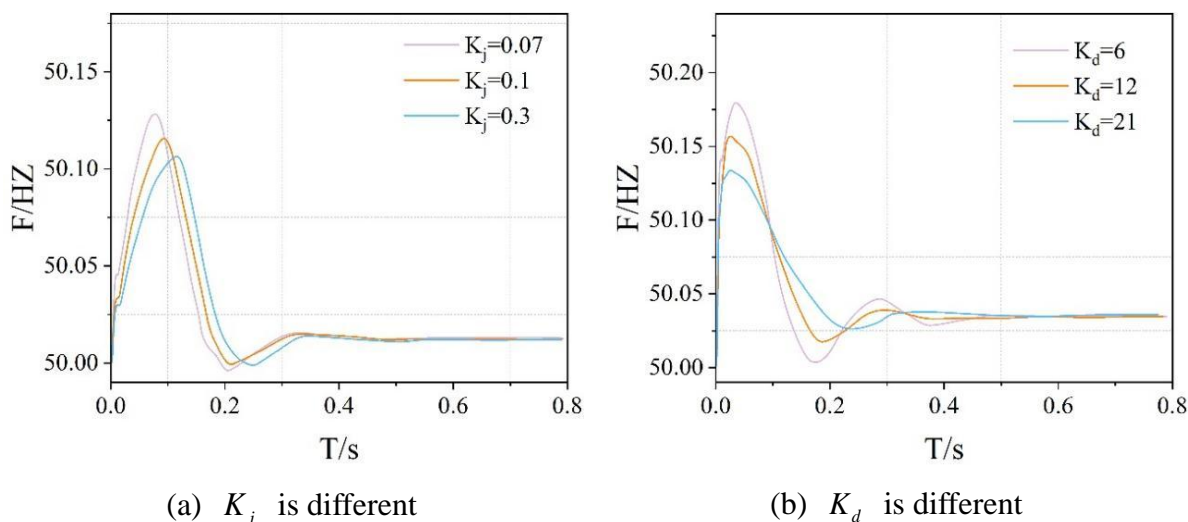 K_j=0.07
K_j=0.1
K_j=0.3
50.15
50.10
50.05
50.00
F/HZ
0.0 0.2 0.4 0.6 0.8
T/s
(a) K_j is different
K_d=6
K_d=12
K_d=21
50.20
50.15
50.10
50.05
50.00
F/HZ
0.0 0.2 0.4 0.6 0.8
T/s
(b) K_d is different